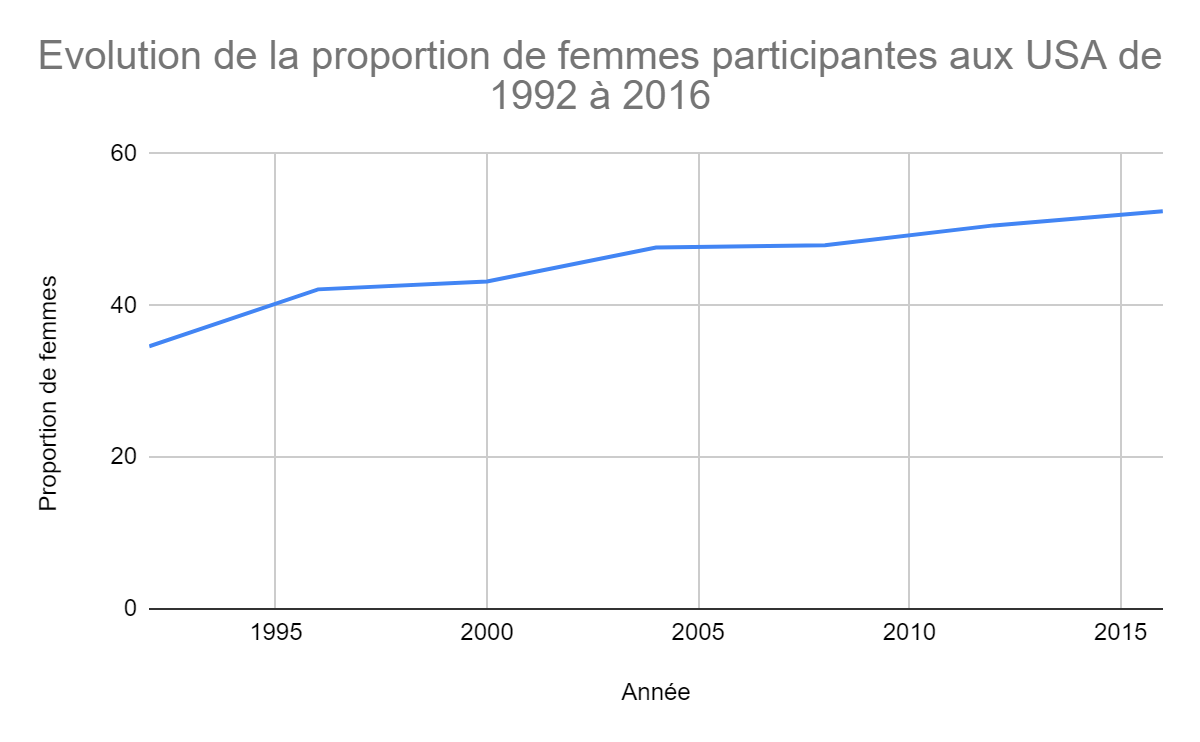 Evolution de la proportion de femmes participantes aux USA de
1992 à 2016
60
40
20
0
Proportion de femmes
1995 2000 2005 2010 2015
Année